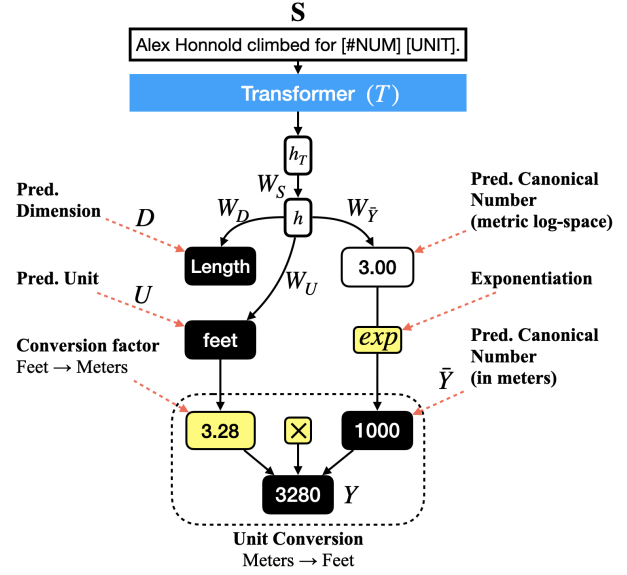 S
Alex Honnold climbed for [#NUM] [UNIT].
Transformer (T)
h_T
W_S
Pred. Canonical
Number
(metric log-space)
Pred.
Dimension
D
W_D
h
W_Ȳ
Length
3.00
W_U
Pred. Unit
U
Exponentiation
feet
exp
Conversion factor
Feet → Meters
Pred. Canonical
Number
(in meters)
Ȳ
3.28
×
1000
3280
Y
Unit Conversion
Meters → Feet